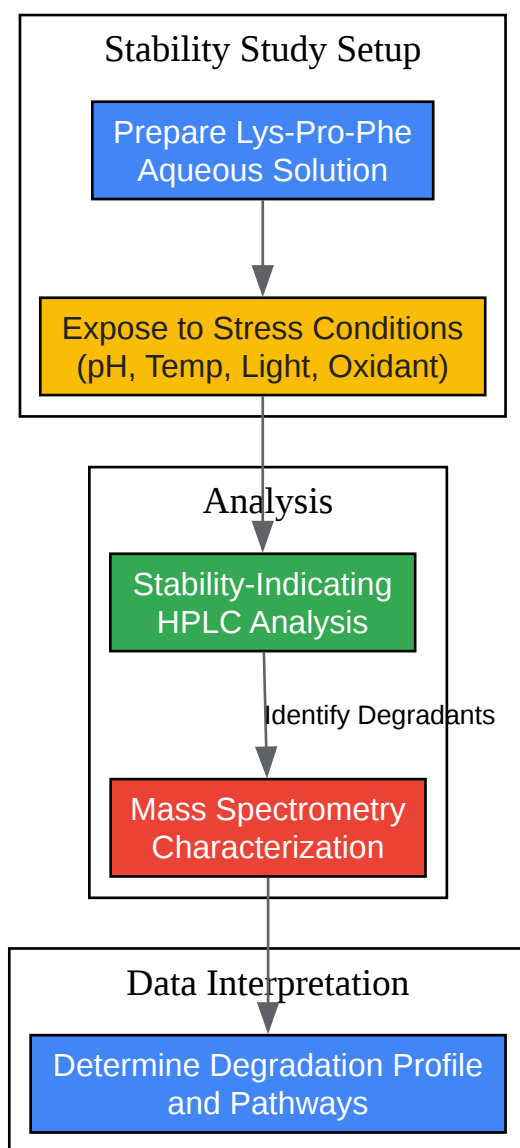 Stability Study Setup
Prepare Lys-Pro-Phe
Aqueous Solution
Expose to Stress Conditions
(pH, Temp, Light, Oxidant)
Analysis
Stability-Indicating
HPLC Analysis
Identify Degradants
Mass Spectrometry
Characterization
Data Interpretation
Determine Degradation Profile
and Pathways